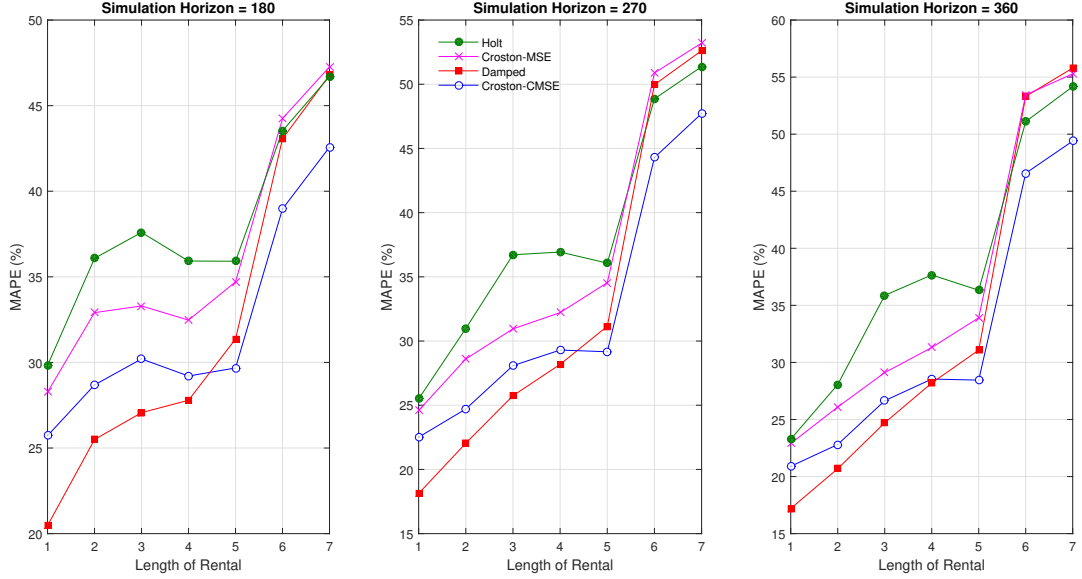 Simulation Horizon = 180
50
45
40
35
30
25
20
MAPE (%)
1 2 3 4 5 6 7
Length of Rental
Simulation Horizon = 270
55
50
45
40
35
30
25
20
15
MAPE (%)
Holt
Croston-MSE
Damped
Croston-CMSE
1 2 3 4 5 6 7
Length of Rental
Simulation Horizon = 360
60
55
50
45
40
35
30
25
20
15
MAPE (%)
1 2 3 4 5 6 7
Length of Rental